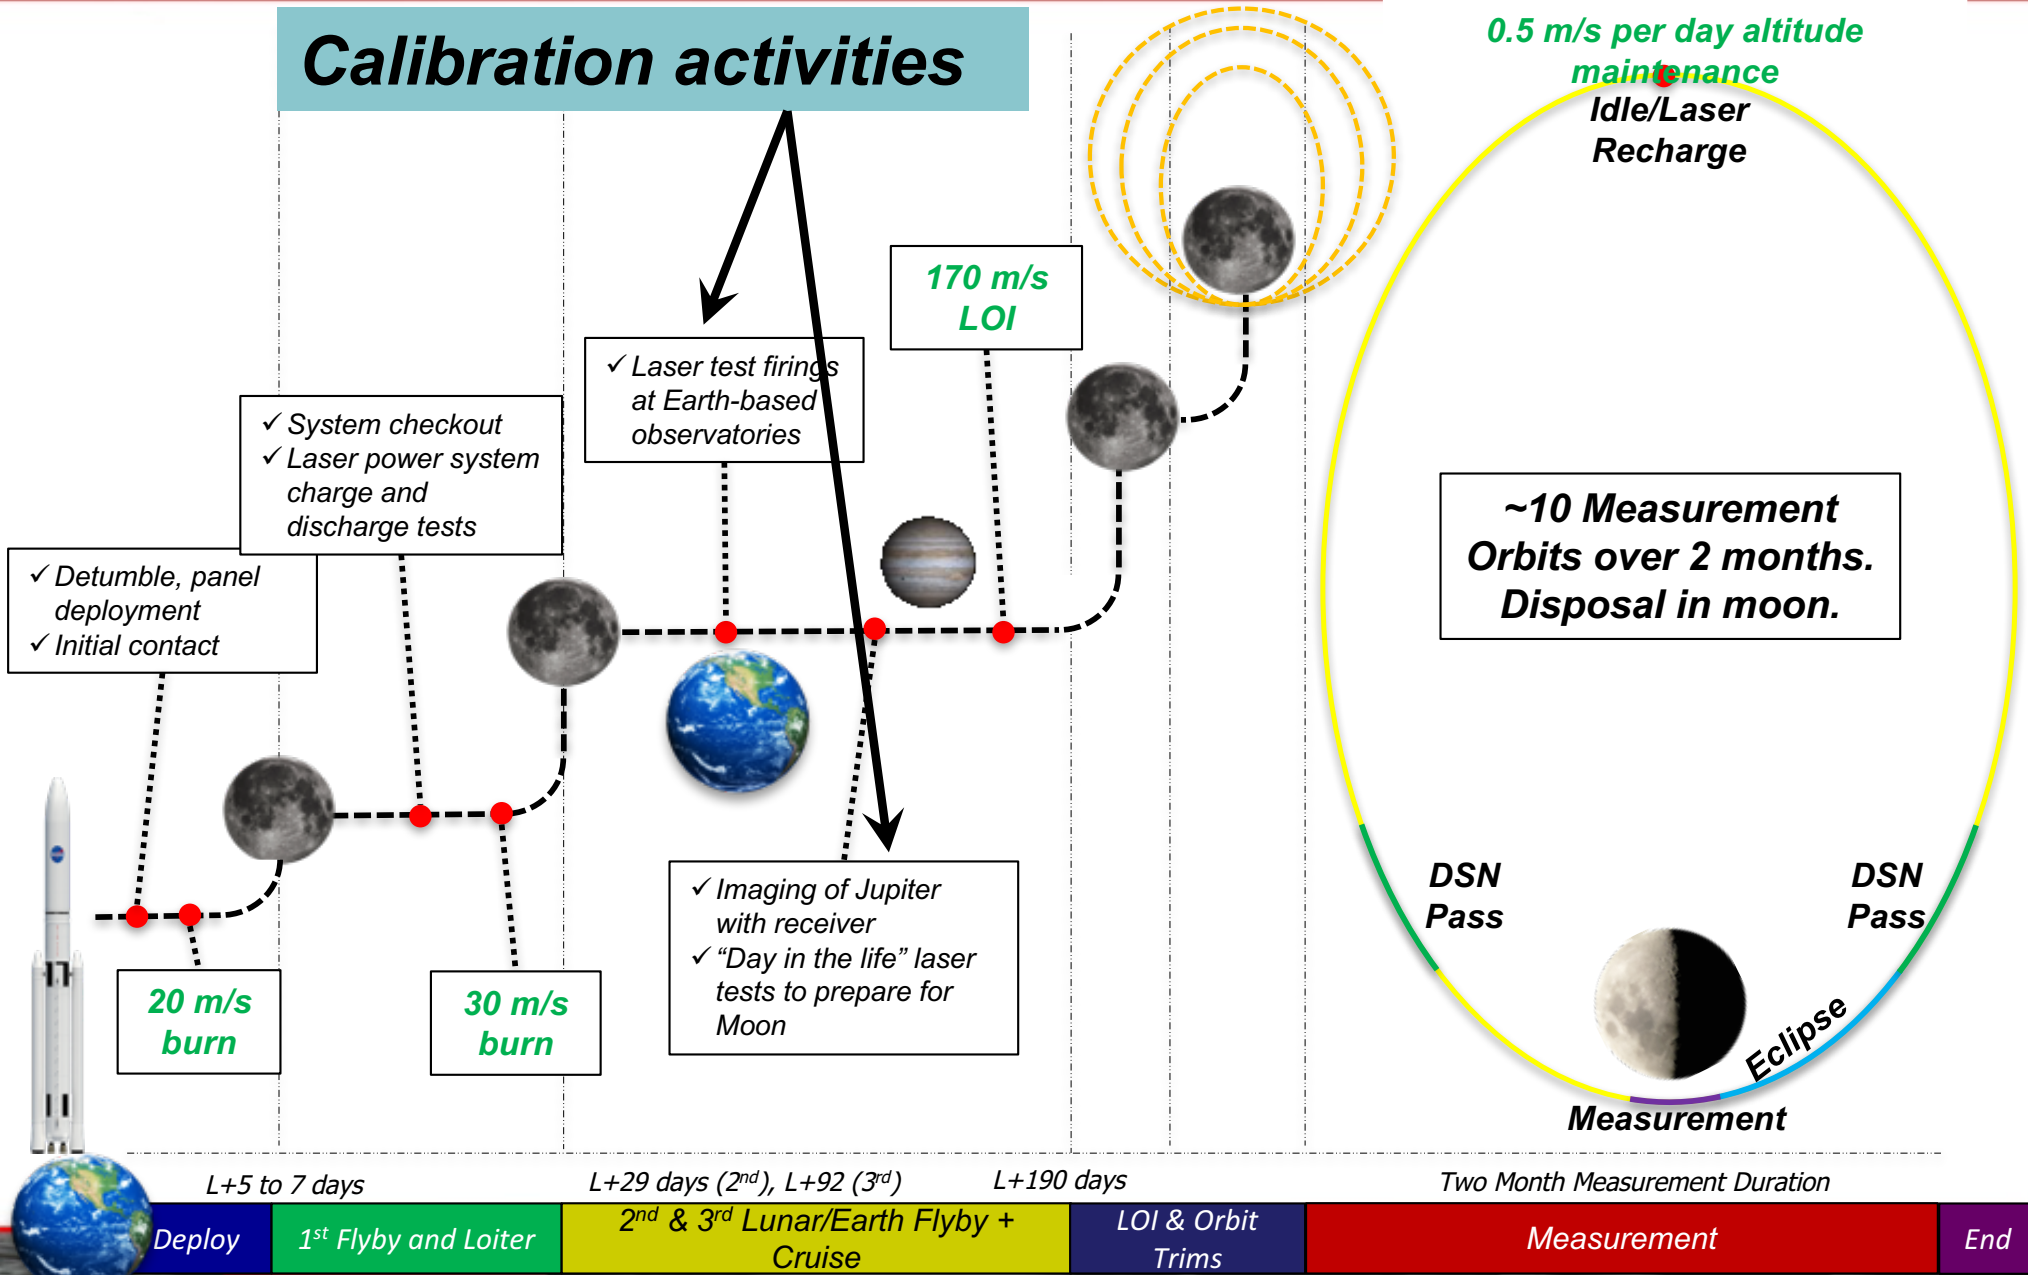 Calibration activities
0.5 m/s per day altitude
maintenance
Idle/Laser
Recharge
170 m/s
LOI
✓ Laser test firings
at Earth-based
observatories
✓ System checkout
✓ Laser power system
charge and
discharge tests
✓ Detumble, panel
deployment
✓ Initial contact
~10 Measurement
Orbits over 2 months.
Disposal in moon.
DSN
Pass
DSN
Pass
✓ Imaging of Jupiter
with receiver
✓ “Day in the life” laser
tests to prepare for
Moon
20 m/s
burn
30 m/s
burn
Eclipse
Measurement
L+5 to 7 days
L+29 days (2nd), L+92 (3rd)
L+190 days
Two Month Measurement Duration
Deploy
1st Flyby and Loiter
2nd & 3rd Lunar/Earth Flyby +
Cruise
LOI & Orbit
Trims
Measurement
End